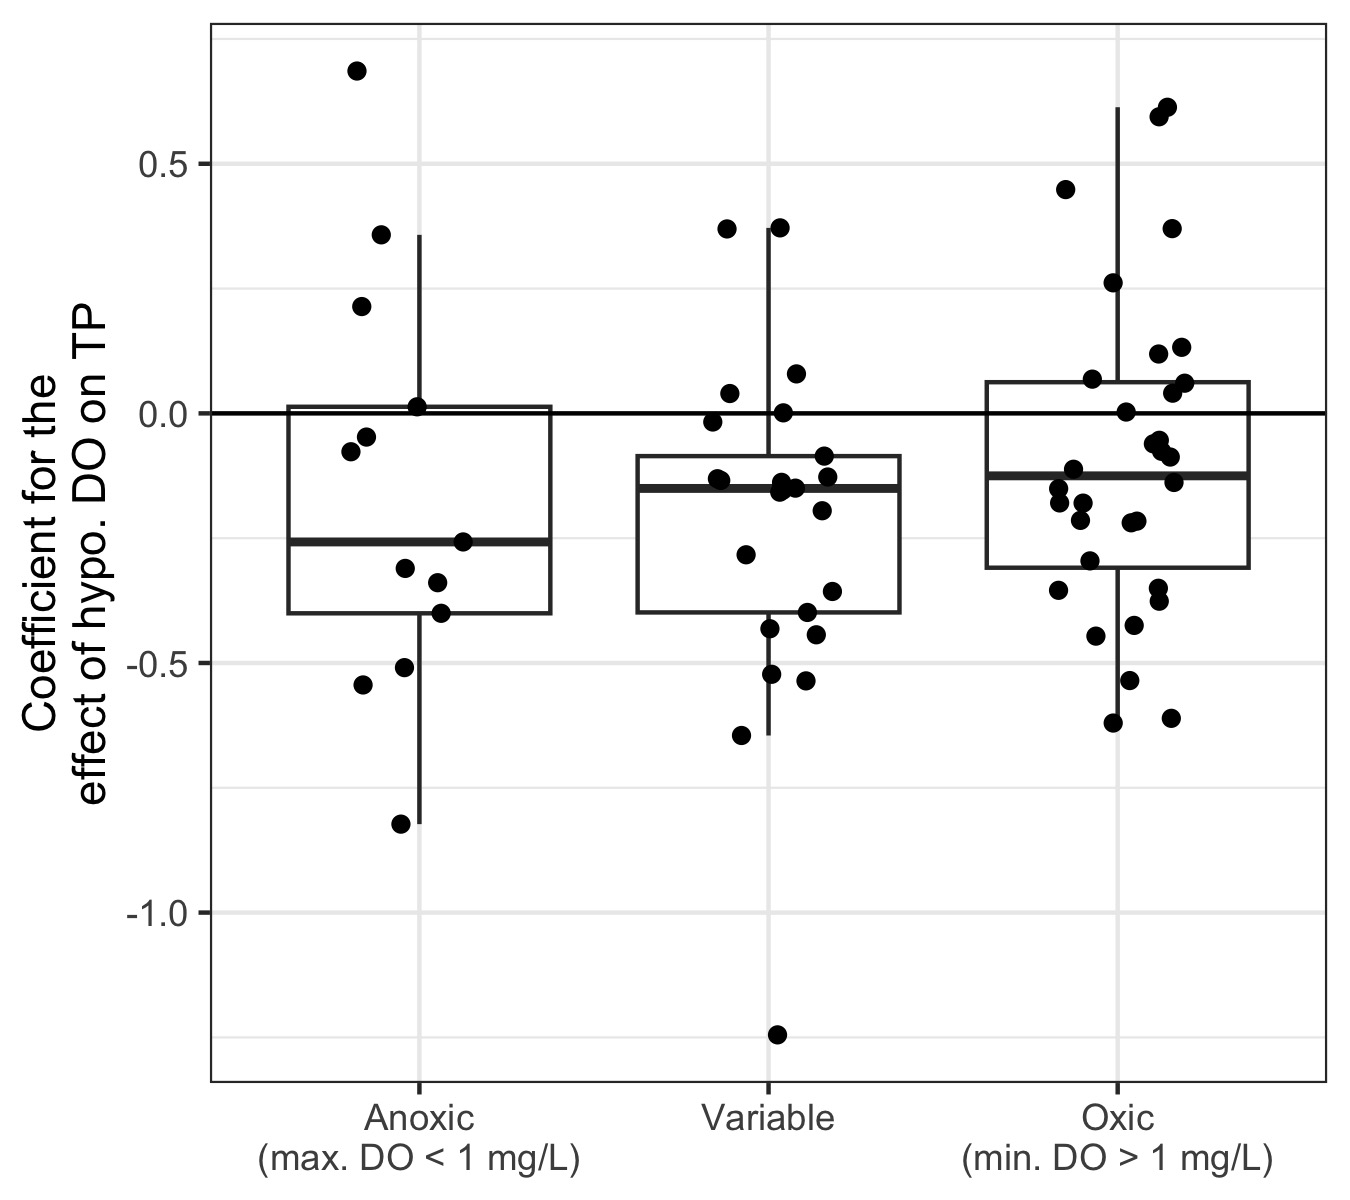 Coefficient for the
effect of hypo. DO on TP
0.5
0.0
-0.5
-1.0
Anoxic
(max. DO < 1 mg/L)
Variable
Oxic
(min. DO > 1 mg/L)